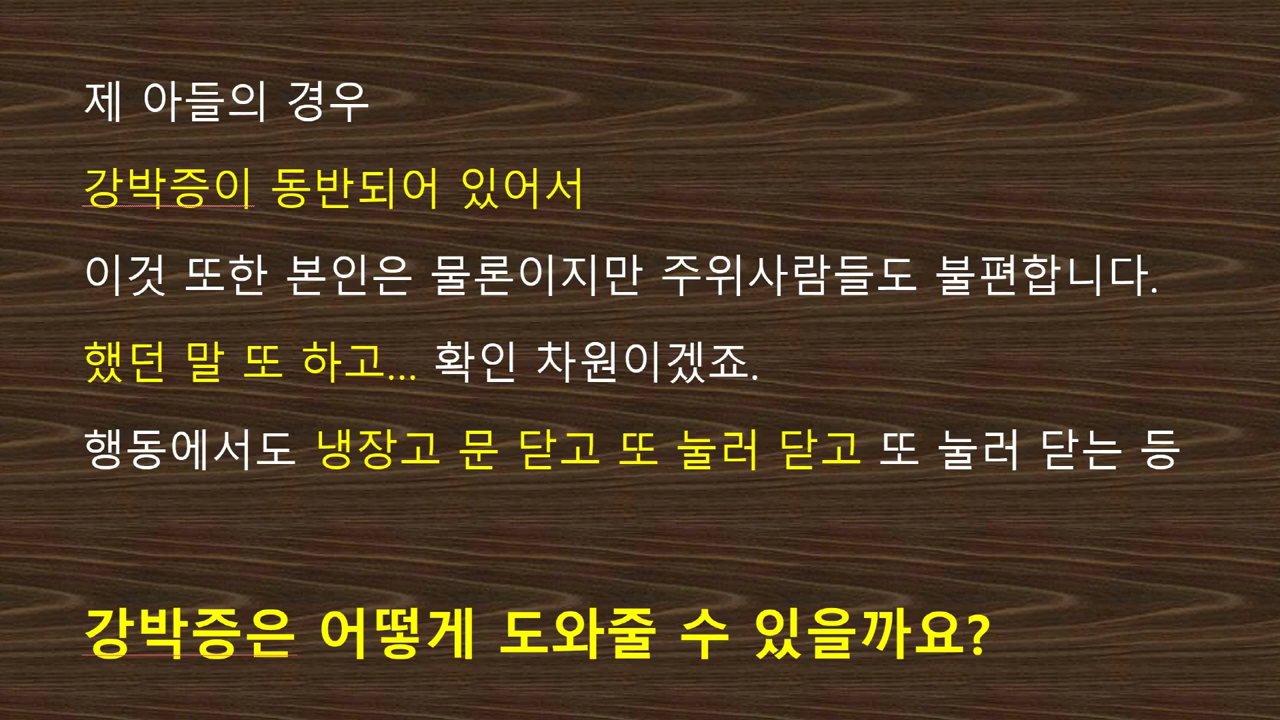 제 아들의 경우
강박증이 동반되어 있어서
이것 또한 본인은 물론이지만 주위사람들도 불편합니다.
했던 말 또 하고... 확인 차원이겠죠.
행동에서도 냉장고 문 닫고 또 눌러 닫고 또 눌러 닫는 등
강박증은 어떻게 도와줄 수 있을까요?